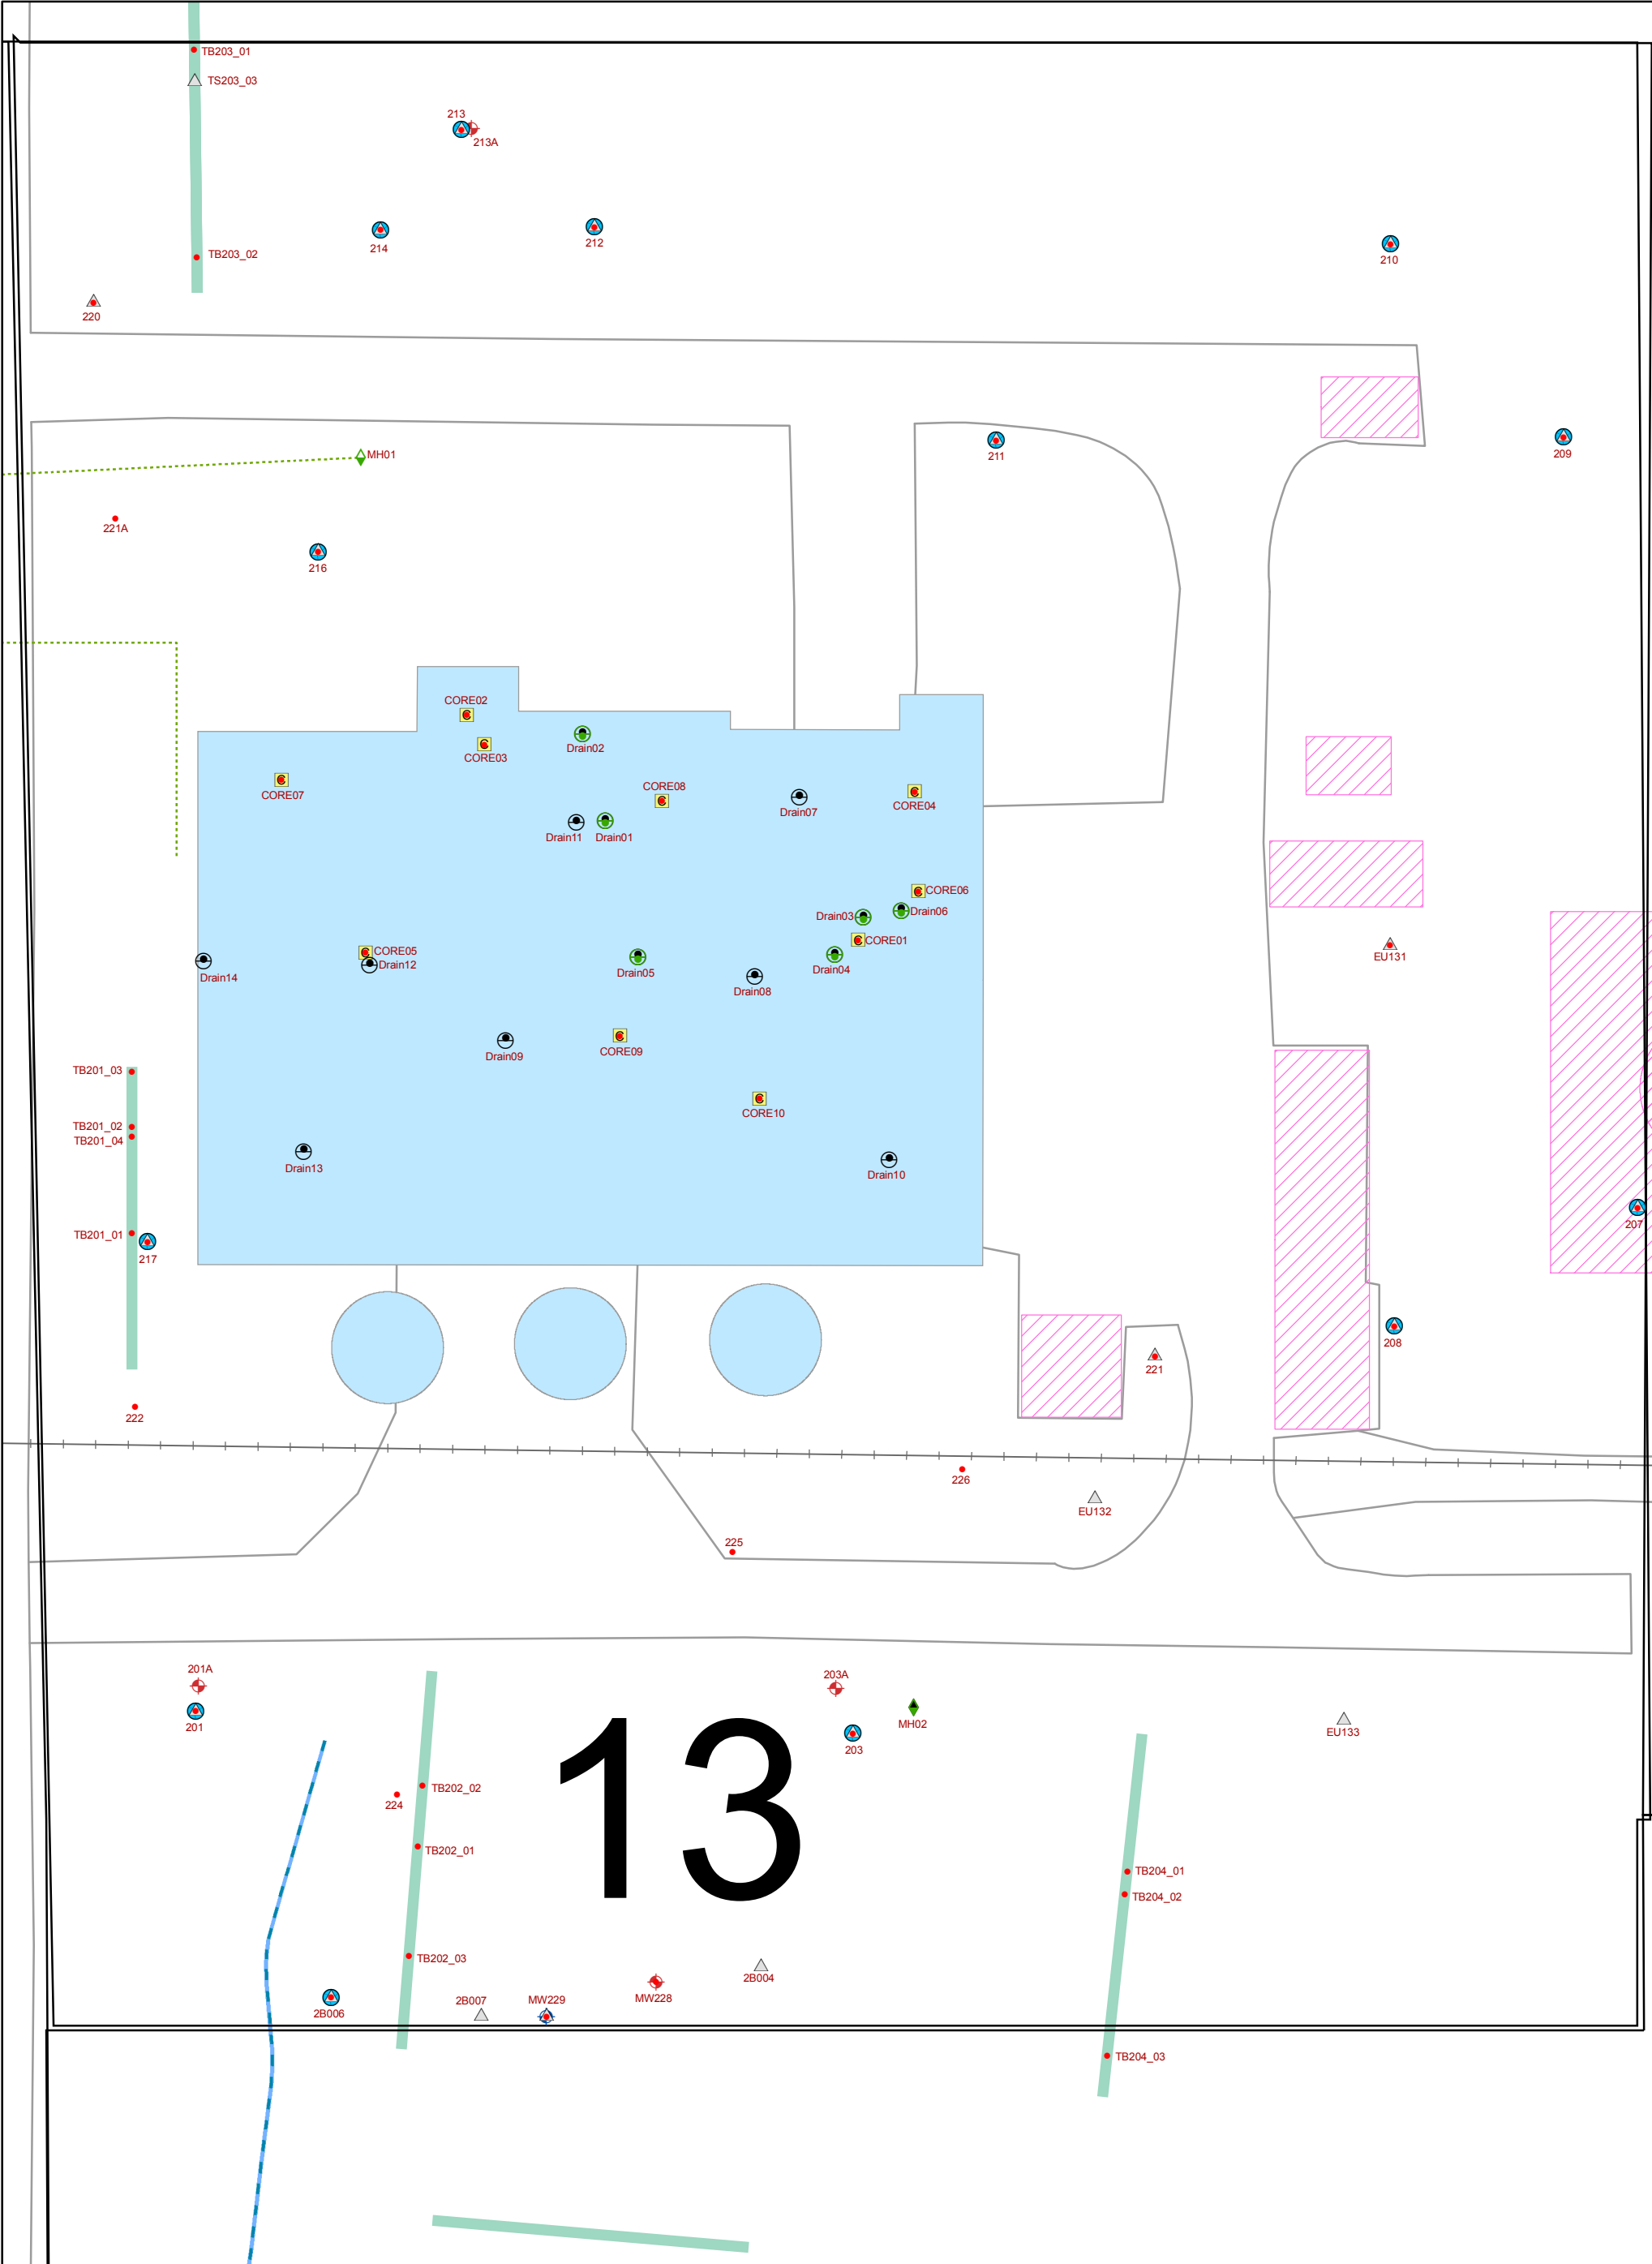 TB203_01
TS203_03
213
213A
214
212
TB203_02
210
220
MH01
211
209
221A
216
CORE02
CORE03
Drain02
CORE07
CORE08
Drain07
CORE04
Drain11
Drain01
CORE06
Drain03
Drain06
CORE01
CORE05
Drain12
Drain14
Drain05
Drain04
Drain08
EU131
Drain09
CORE09
TB201_03
CORE10
TB201_02
TB201_04
Drain13
Drain10
TB201_01
217
207
208
221
222
226
EU132
225
201A
203A
201
203
MH02
EU133
13
TB202_02
224
TB202_01
TB204_01
TB204_02
TB202_03
2B004
MW228
2B007
MW229
2B006
TB204_03